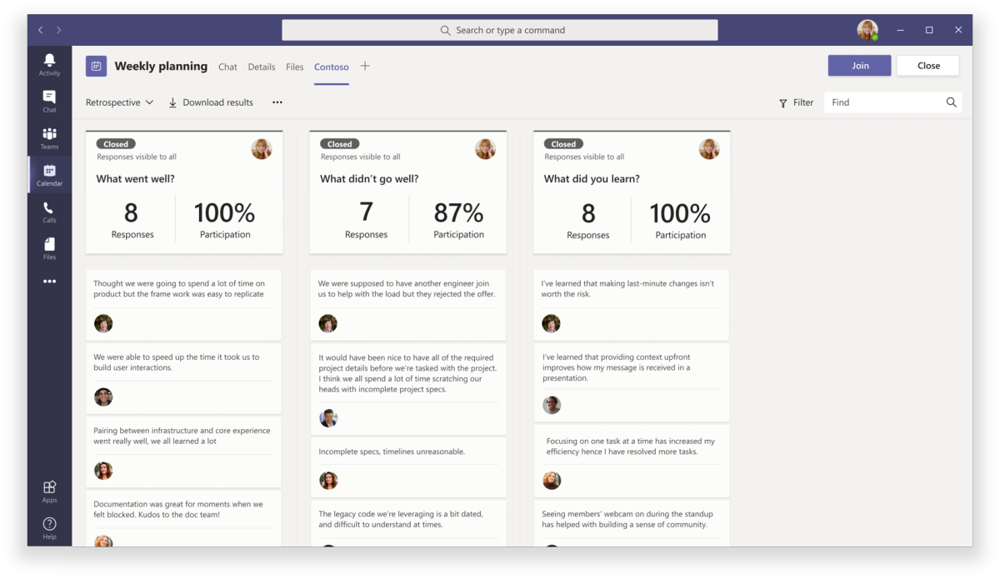 Search or type a command
Activity
Chat
Teams
Calendar
Calls
Files
Apps
Help
Weekly planning
Chat
Details
Files
Contoso
Join
Close
Retrospective
Download results
Filter
Find
Closed
Responses visible to all
What went well?
8
Responses
100%
Participation
Thought we were going to spend a lot of time on
product but the frame work was easy to replicate
We were able to speed up the time it took us to
build user interactions.
Pairing between infrastructure and core experience
went really well, we all learned a lot
Documentation was great for moments when we
felt blocked. Kudos to the doc team!
Closed
Responses visible to all
What didn't go well?
7
Responses
87%
Participation
We were supposed to have another engineer join
us to help with the load but they rejected the offer.
It would have been nice to have all of the required
project details before we're tasked with the project.
I think we all spend a lot of time scratching our
heads with incomplete project specs.
Incomplete specs, timelines unreasonable.
The legacy code we're leveraging is a bit dated,
and difficult to understand at times.
Closed
Responses visible to all
What did you learn?
8
Responses
100%
Participation
I've learned that making last-minute changes isn't
worth the risk.
I've learned that providing context upfront
improves how my message is received in a
presentation.
Focusing on one task at a time has increased my
efficiency hence I have resolved more tasks.
Seeing members' webcam on during the standup
has helped with building a sense of community.